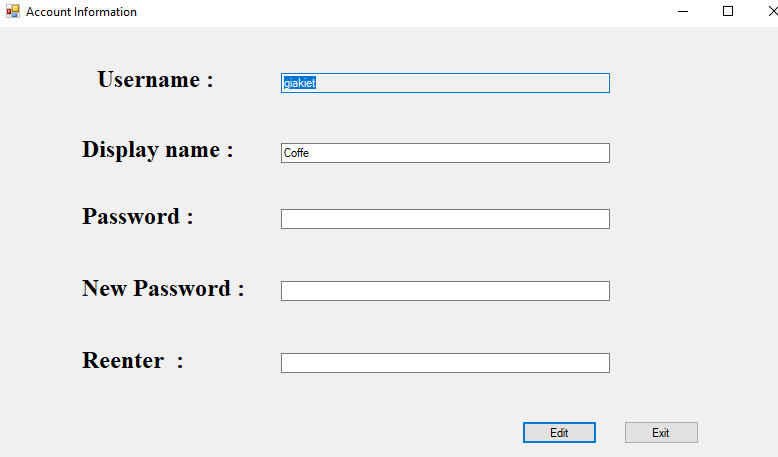 Account Information
Username : giakiet
Display name : Coffe
Password :
New Password :
Reenter :
Edit Exit